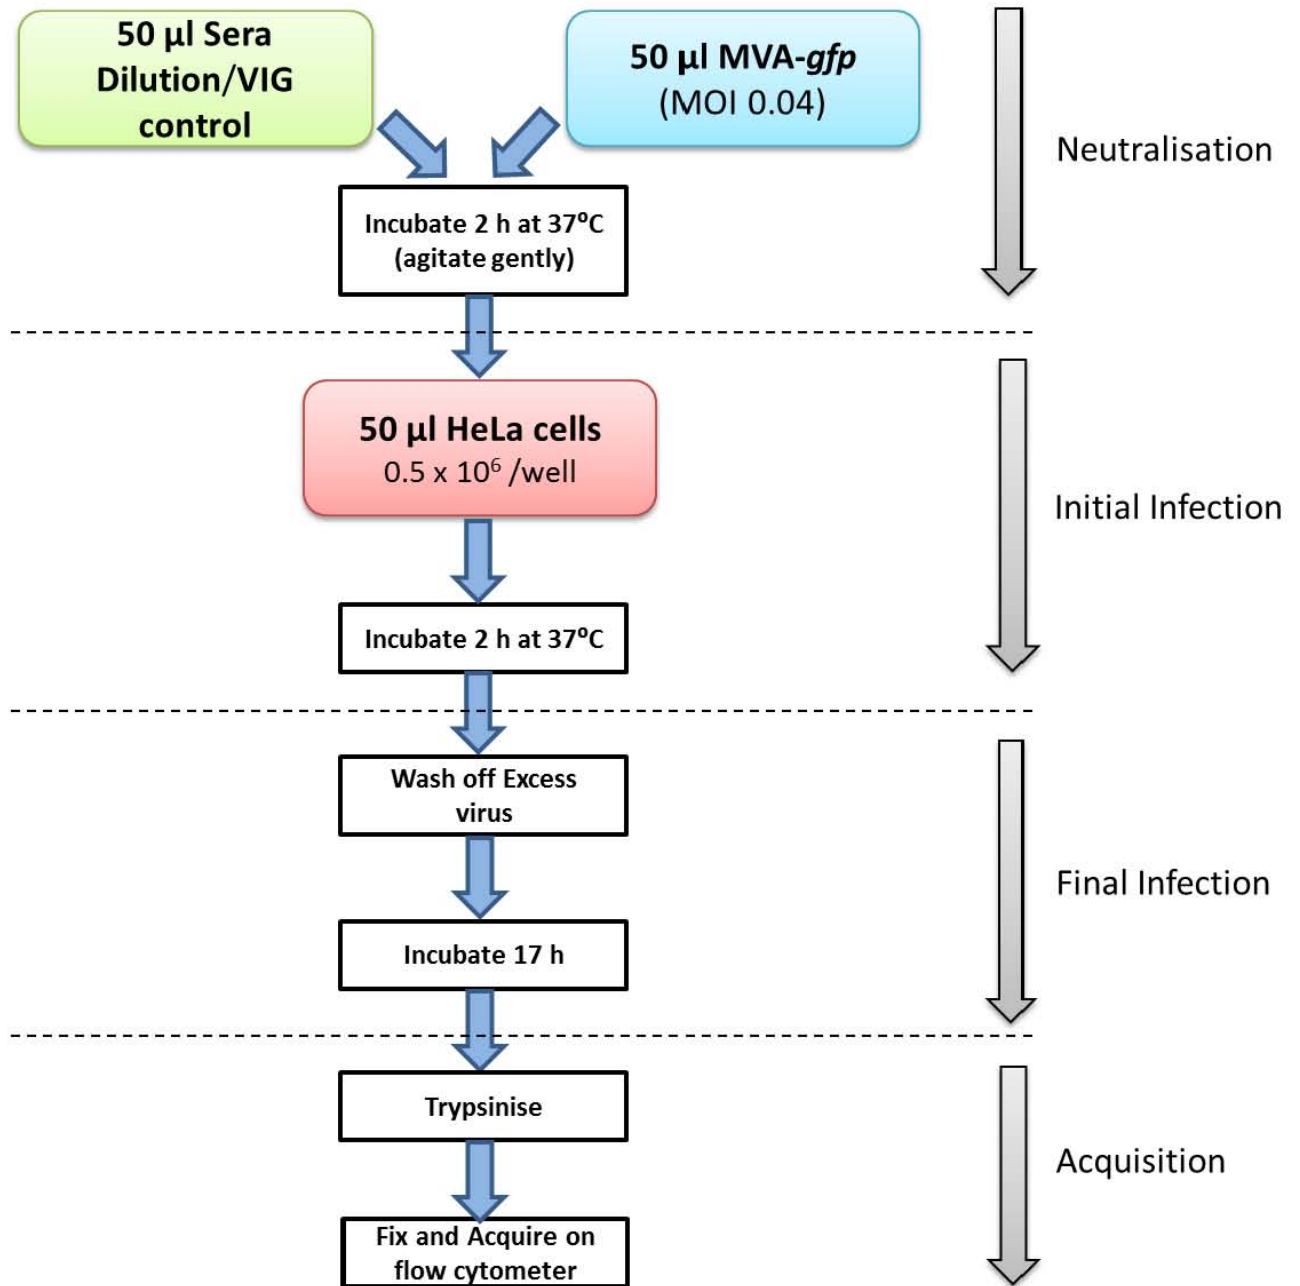 50 µl Sera
Dilution/VIG
control
50 µl MVA-gfp
(MOI 0.04)
Neutralisation
Incubate 2 h at 37⁰C
(agitate gently)
50 µl HeLa cells
0.5 x 10⁶ /well
Initial Infection
Incubate 2 h at 37⁰C
Wash off Excess
virus
Final Infection
Incubate 17 h
Trypsinise
Acquisition
Fix and Acquire on
flow cytometer